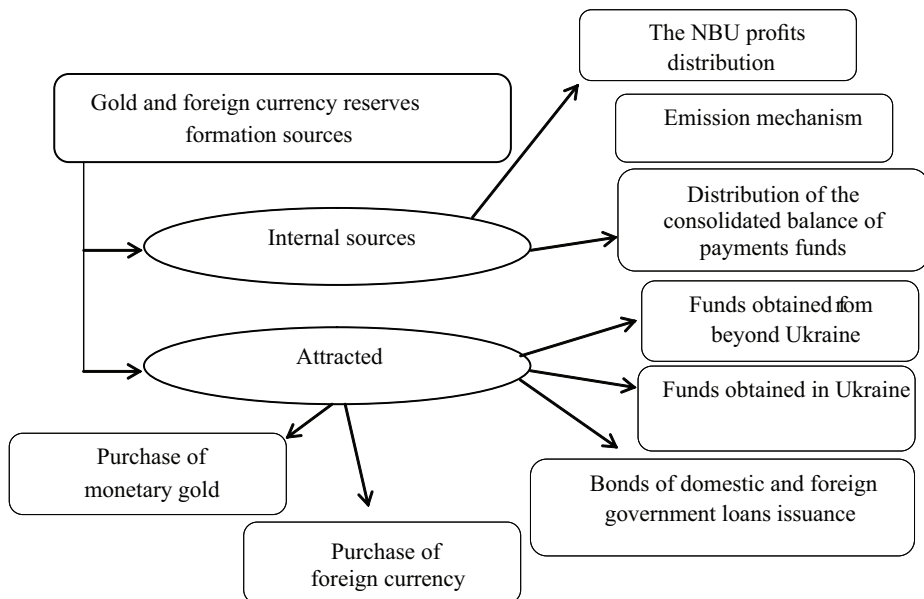 The NBU profits
distribution
Gold and foreign currency reserves
formation sources
Emission mechanism
Distribution of the
consolidated balance of
payments funds
Internal sources
Funds obtained from
beyond Ukraine
Attracted
Funds obtained in Ukraine
Purchase of
monetary gold
Bonds of domestic and foreign
government loans issuance
Purchase of
foreign currency